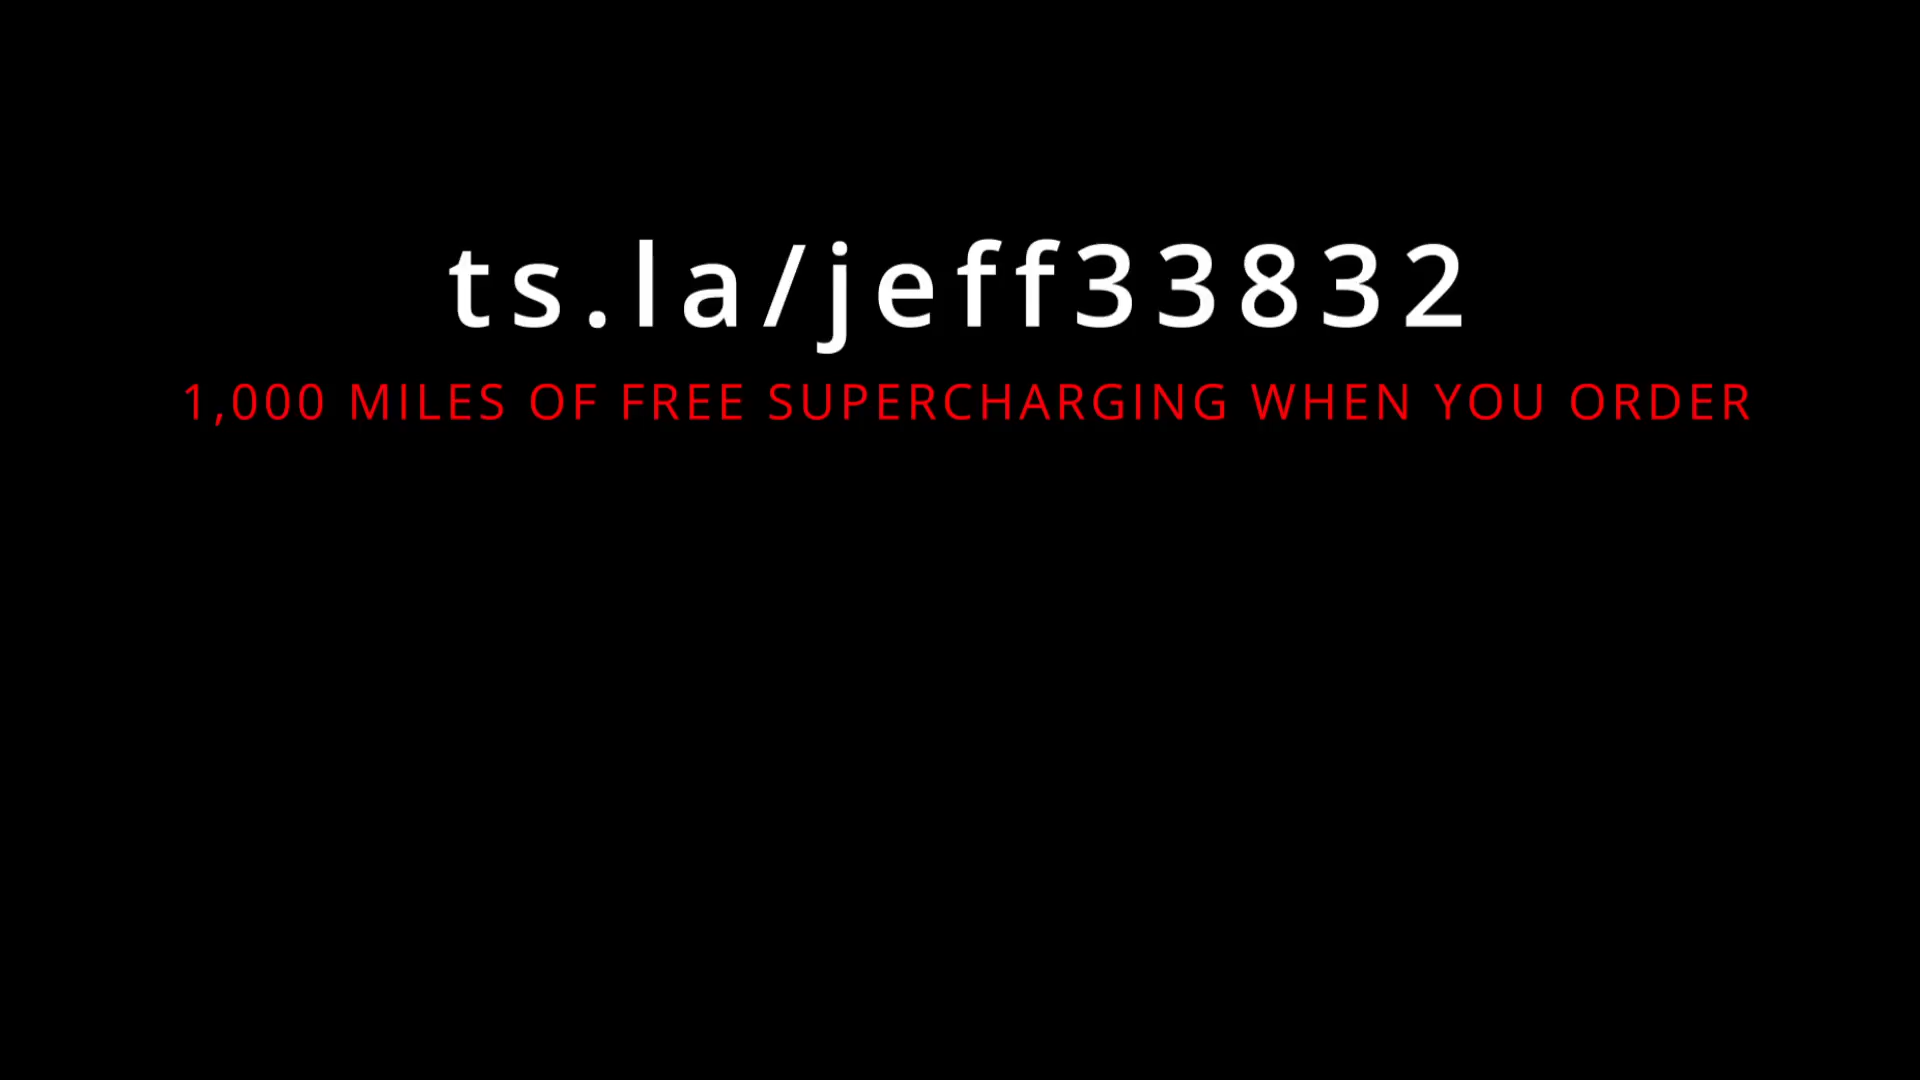 ts.la/jeff33832
1,000 MILES OF FREE SUPERCHARGING WHEN YOU ORDER